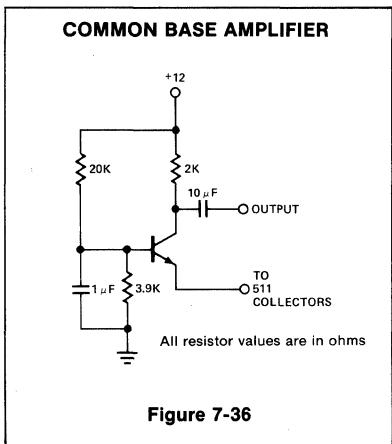 COMMON BASE AMPLIFIER
+12
20K
2K
10 µF
OUTPUT
1 µF
3.9K
TO
511
COLLECTORS
All resistor values are in ohms
Figure 7-36